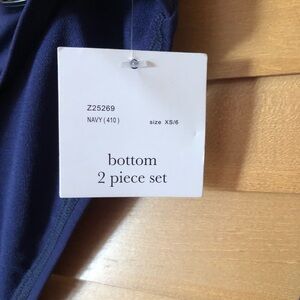 Z25269
NAVY (410) size XS/6
bottom
2 piece set